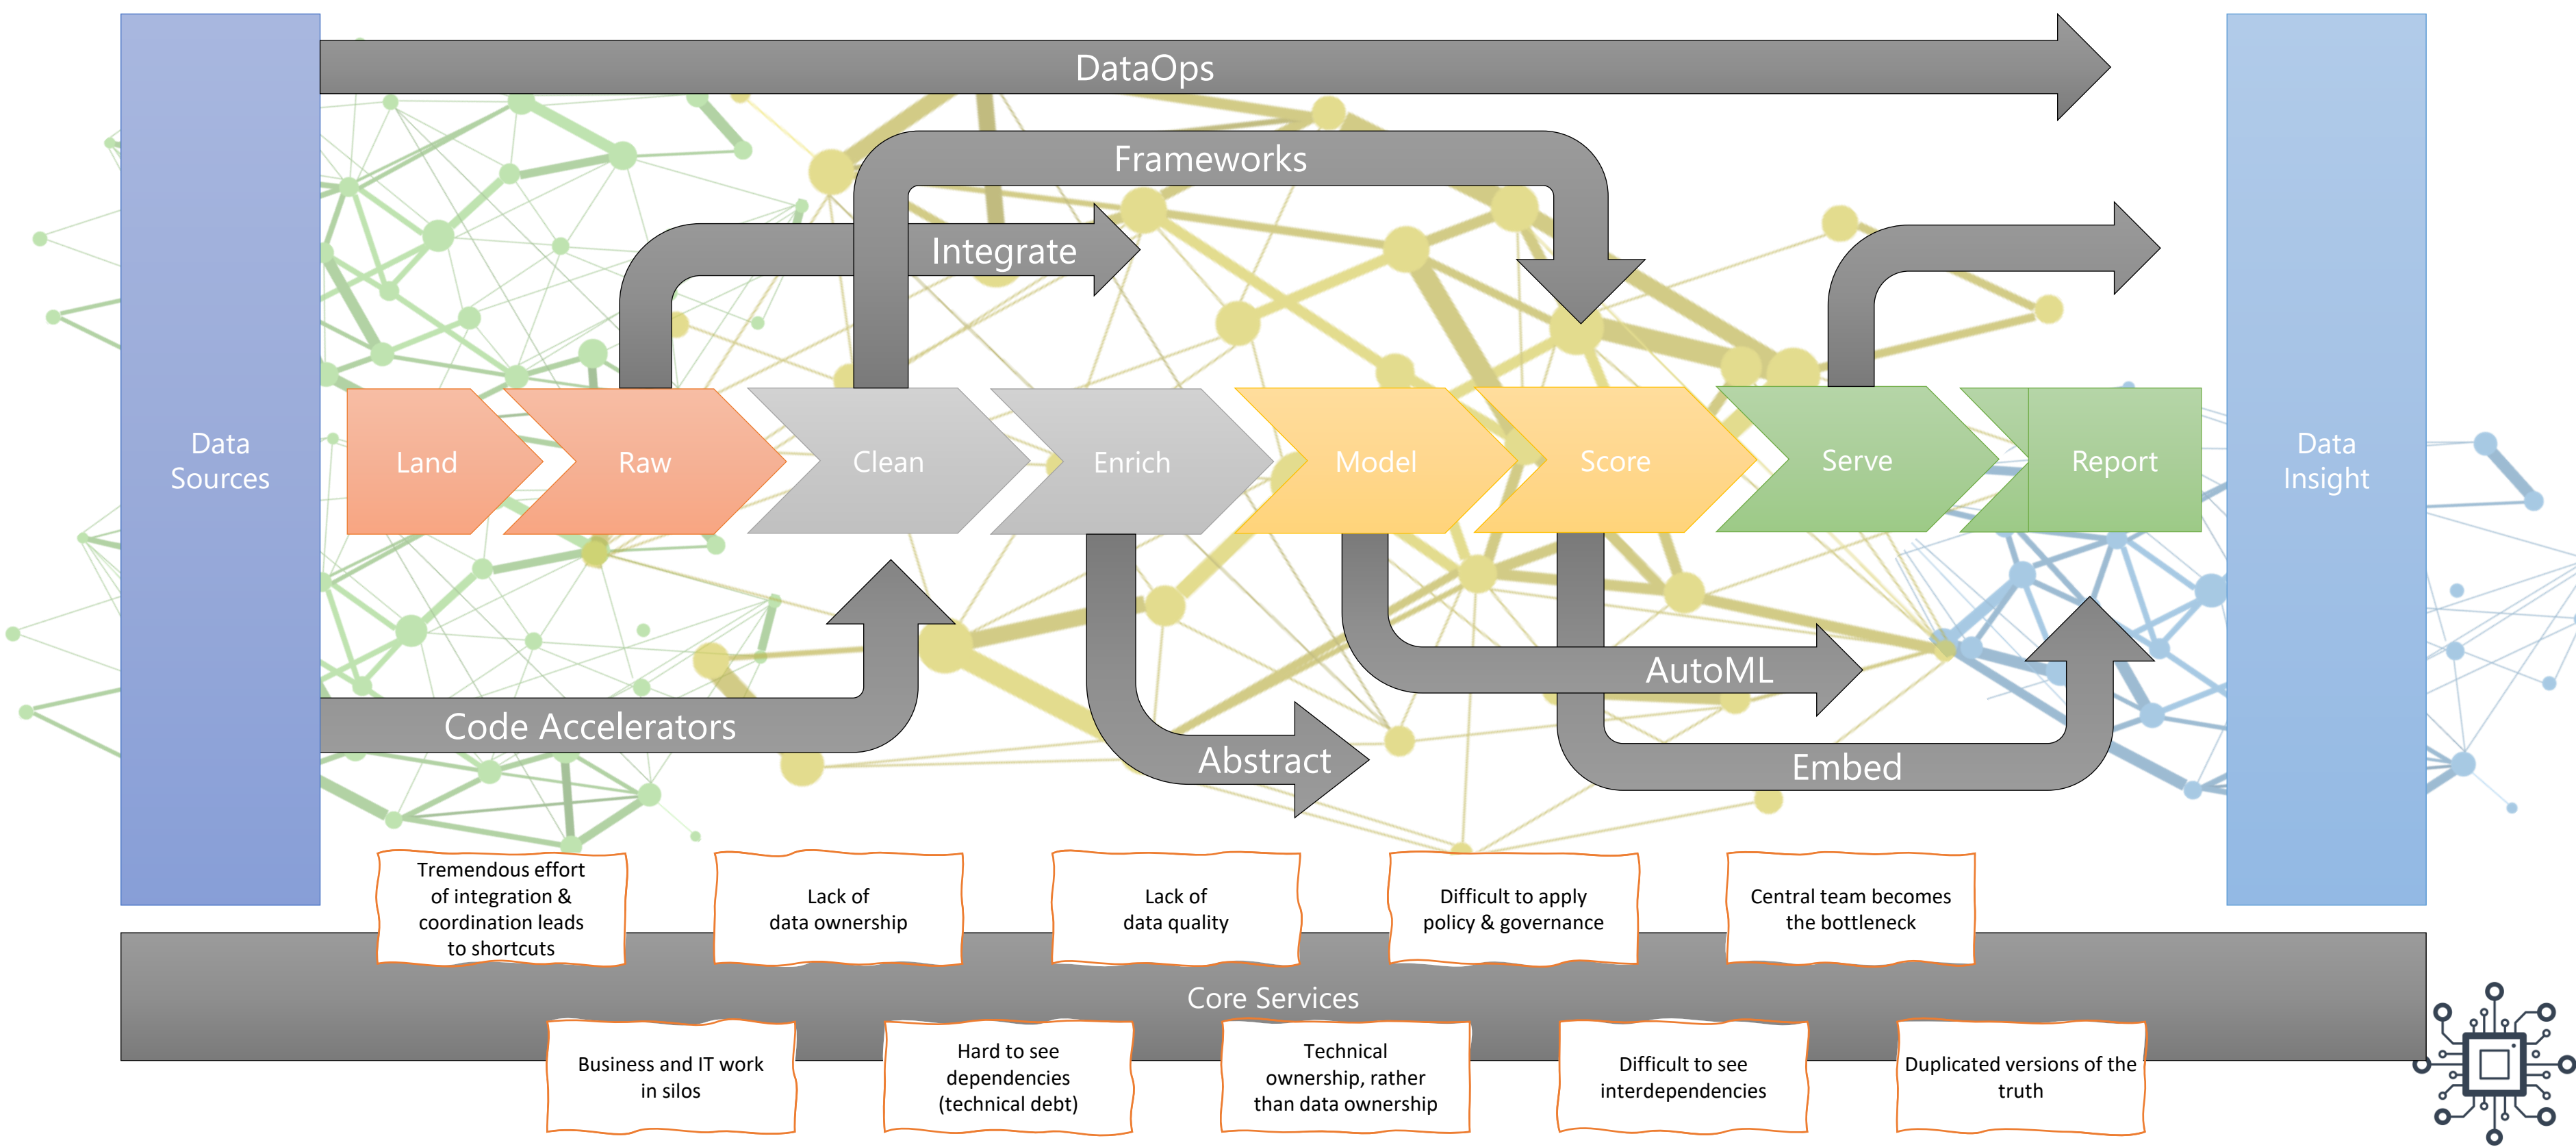 DataOps
Frameworks
Integrate
Data
Sources
Land
Raw
Clean
Enrich
Model
Score
Serve
Report
Data
Insight
Code Accelerators
Abstract
AutoML
Embed
Tremendous effort
of integration &
coordination leads
to shortcuts
Lack of
data ownership
Lack of
data quality
Difficult to apply
policy & governance
Central team becomes
the bottleneck
Core Services
Business and IT work
in silos
Hard to see
dependencies
(technical debt)
Technical
ownership, rather
than data ownership
Difficult to see
interdependencies
Duplicated versions of the
truth